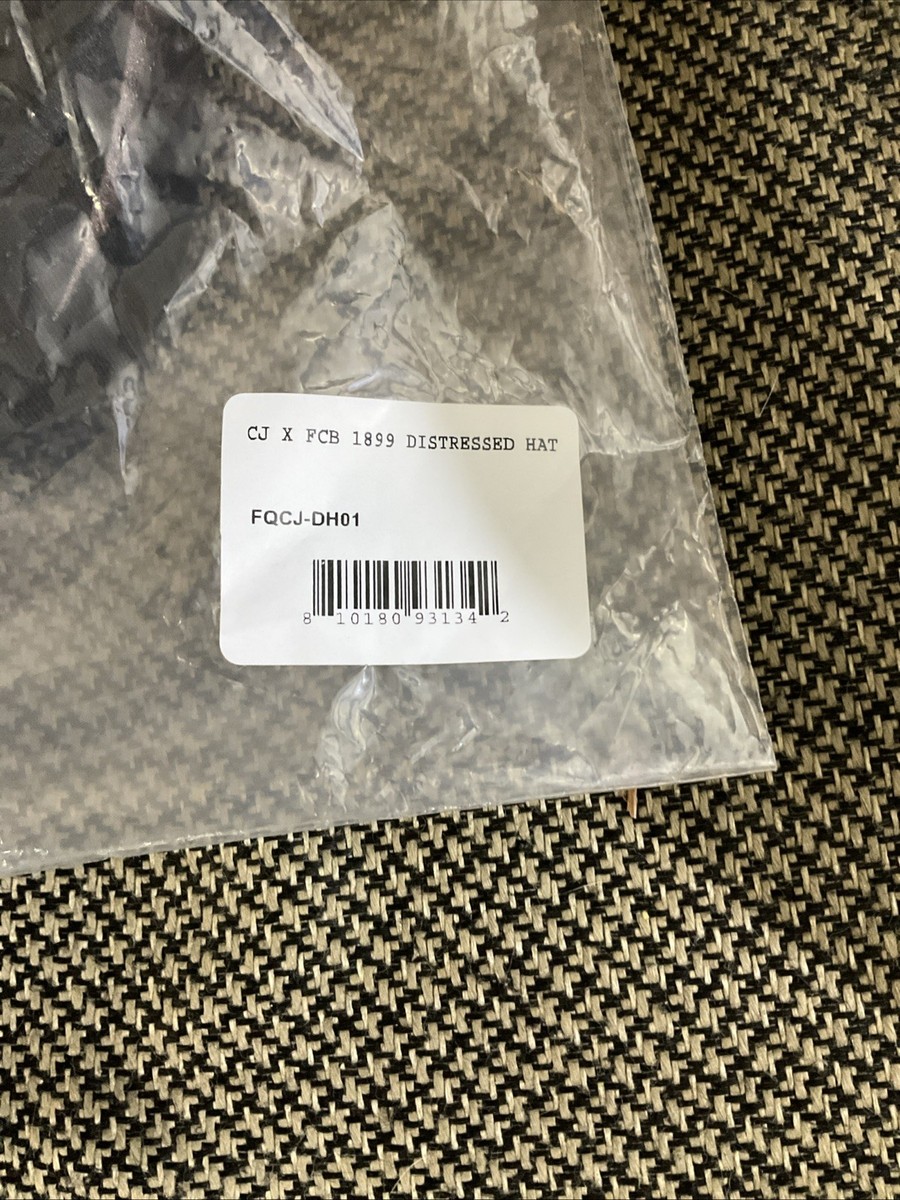 CJ X FCB 1899 DISTRESSED HAT
FQCJ-DH01
8 10180 93134 2